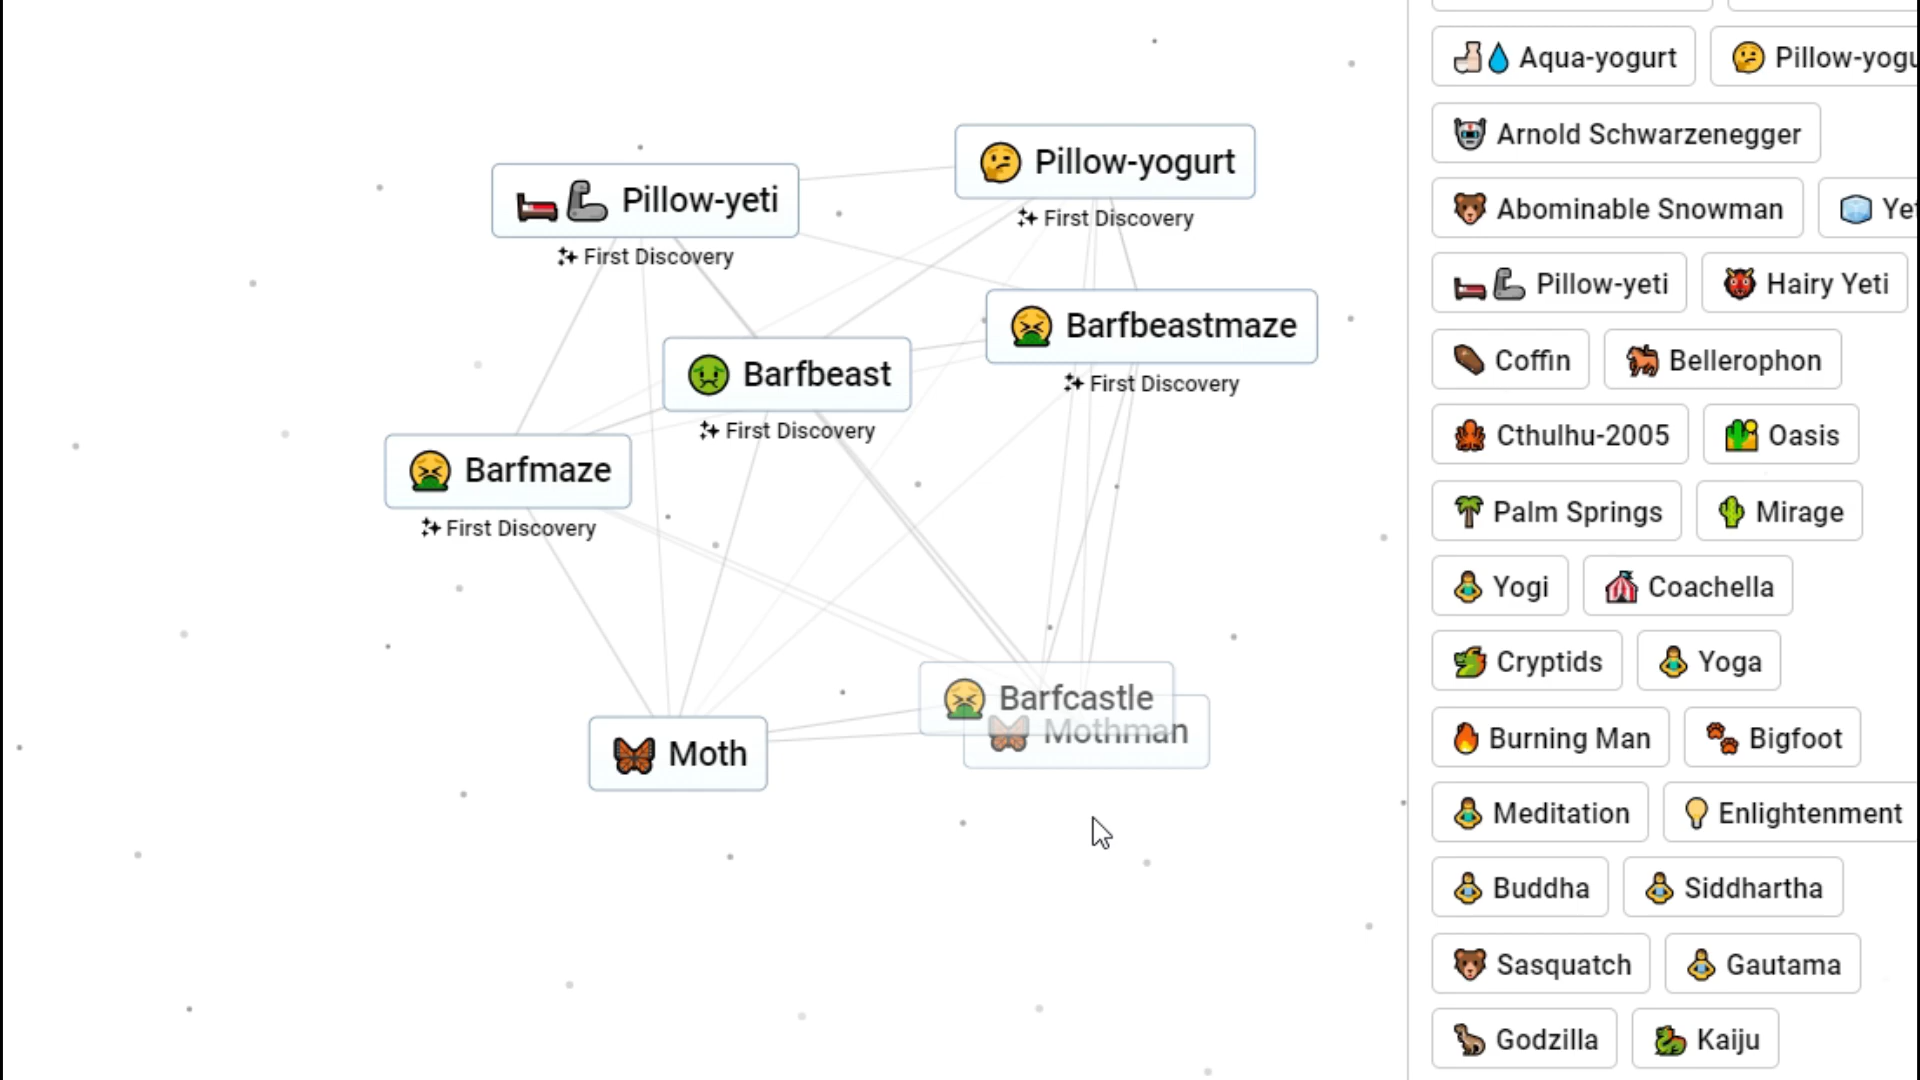 Pillow-yeti
First Discovery
Pillow-yogurt
First Discovery
Barfbeastmaze
First Discovery
Barfbeast
First Discovery
Barfmaze
First Discovery
Moth
Barfcastle
Mothman
Aqua-yogurt Pillow-yogu
Arnold Schwarzenegger
Abominable Snowman Yet
Pillow-yeti Hairy Yeti
Coffin Bellerophon
Cthulhu-2005 Oasis
Palm Springs Mirage
Yogi Coachella
Cryptids Yoga
Burning Man Bigfoot
Meditation Enlightenment
Buddha Siddhartha
Sasquatch Gautama
Godzilla Kaiju